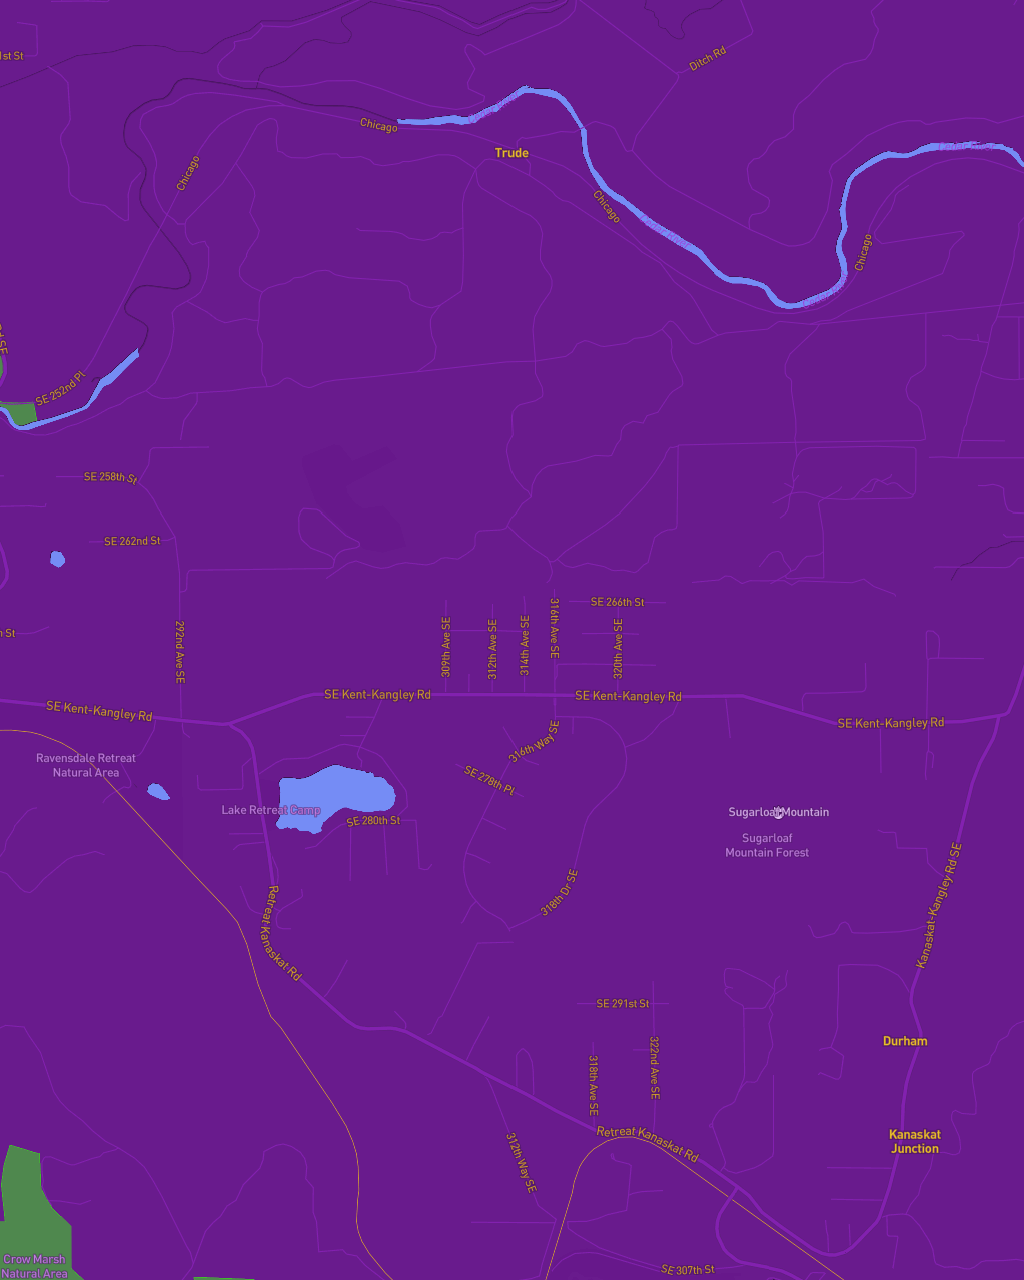 Ditch Rd
1st St
Chicago
Trude
Chicago
Chicago
Chicago
SE 252nd Pl
SE 258th St
SE 262nd St
SE 266th St
316th Ave SE
309th Ave SE
312th Ave SE
314th Ave SE
320th Ave SE
292nd Ave SE
SE Kent-Kangley Rd
SE Kent-Kangley Rd
SE Kent-Kangley Rd
SE Kent-Kangley Rd
316th Way SE
Ravensdale Retreat
Natural Area
SE 278th Pl
Lake Retreat Camp
SE 280th St
Sugarloaf Mountain
Sugarloaf
Mountain Forest
318th Dr SE
Kanaskat-Kangley Rd SE
Retreat Kanaskat Rd
SE 291st St
Durham
322nd Ave SE
318th Ave SE
Retreat Kanaskat Rd
Kanaskat
Junction
312th Way SE
Crow Marsh
Natural Area
SE 307th St